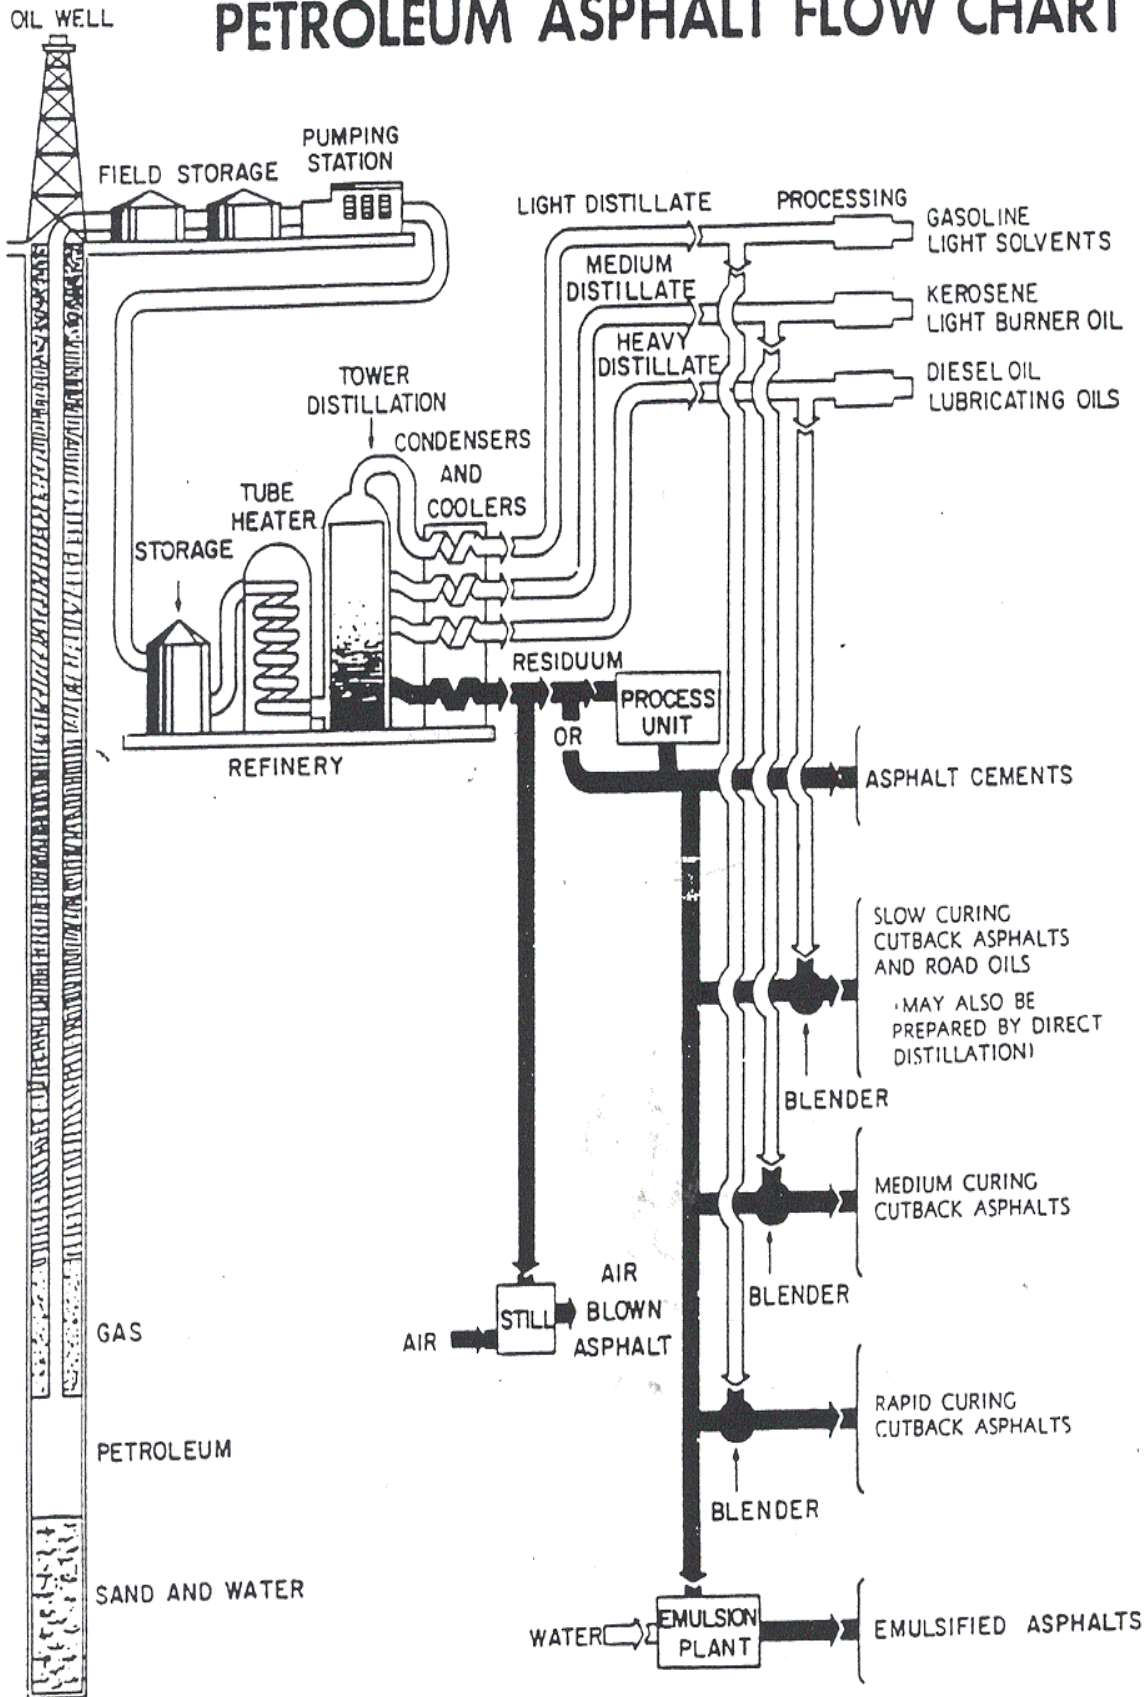 PETROLEUM ASPHALT FLOW CHART
OIL WELL
FIELD STORAGE
PUMPING
STATION
LIGHT DISTILLATE
PROCESSING
GASOLINE
LIGHT SOLVENTS
MEDIUM
DISTILLATE
KEROSENE
LIGHT BURNER OIL
HEAVY
DISTILLATE
DIESEL OIL
LUBRICATING OILS
TOWER
DISTILLATION
CONDENSERS
AND
COOLERS
TUBE
HEATER
STORAGE
RESIDUUM
PROCESS
UNIT
OR
REFINERY
ASPHALT CEMENTS
SLOW CURING
CUTBACK ASPHALTS
AND ROAD OILS
(MAY ALSO BE
PREPARED BY DIRECT
DISTILLATION)
BLENDER
MEDIUM CURING
CUTBACK ASPHALTS
BLENDER
AIR
STILL
AIR
BLOWN
ASPHALT
GAS
RAPID CURING
CUTBACK ASPHALTS
BLENDER
PETROLEUM
SAND AND WATER
WATER
EMULSION
PLANT
EMULSIFIED ASPHALTS